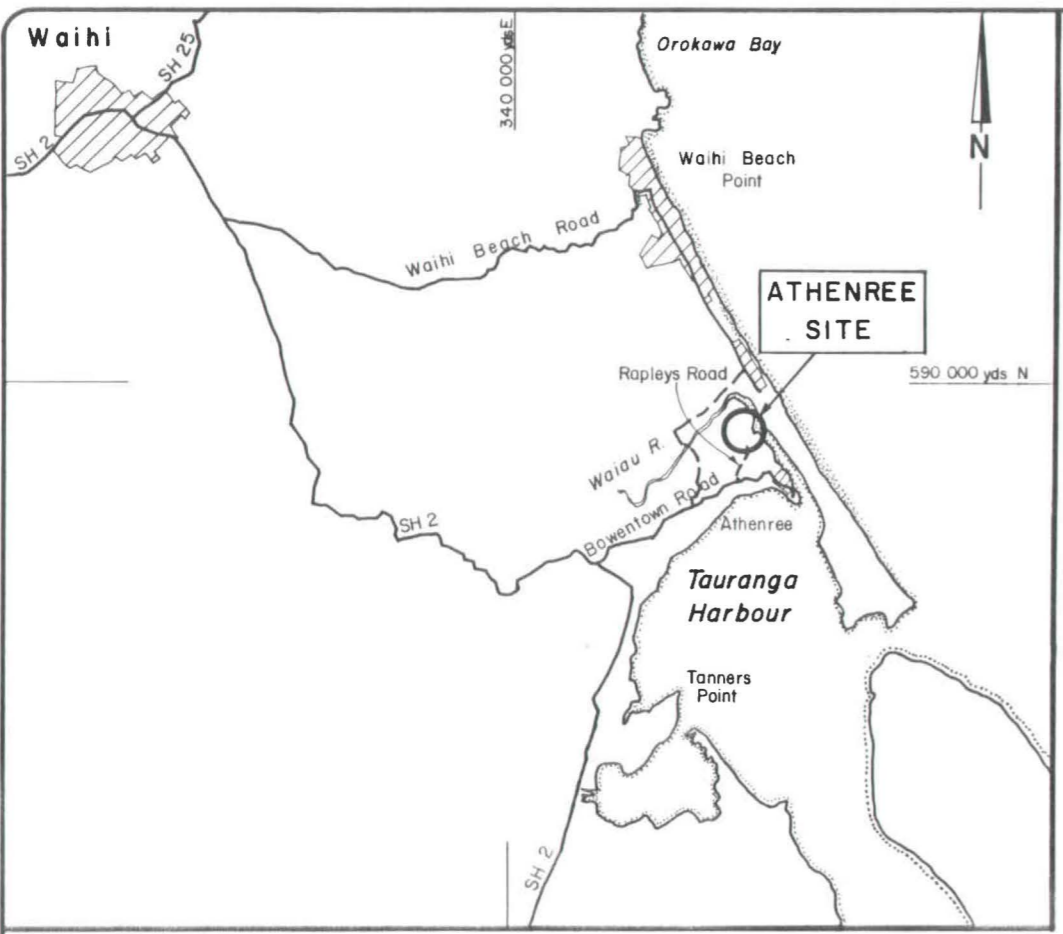 Waihi
SH 25
SH 2
340 000 yds E
Orokawa Bay
N
Waihi Beach
Point
Waihi Beach Road
ATHENREE
SITE
590 000 yds N
Rapleys Road
Waiau R.
Bowentown Road
SH 2
Athenree
Tauranga
Harbour
Tanners
Point
SH 2